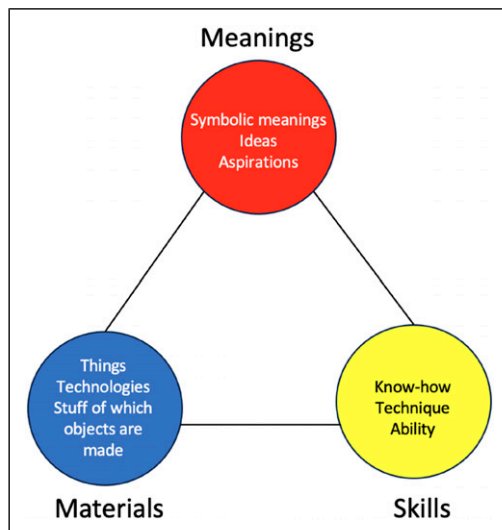 Meanings
Symbolic meanings
Ideas
Aspirations
Things
Technologies
Stuff of which
objects are
made
Know-how
Technique
Ability
Materials
Skills